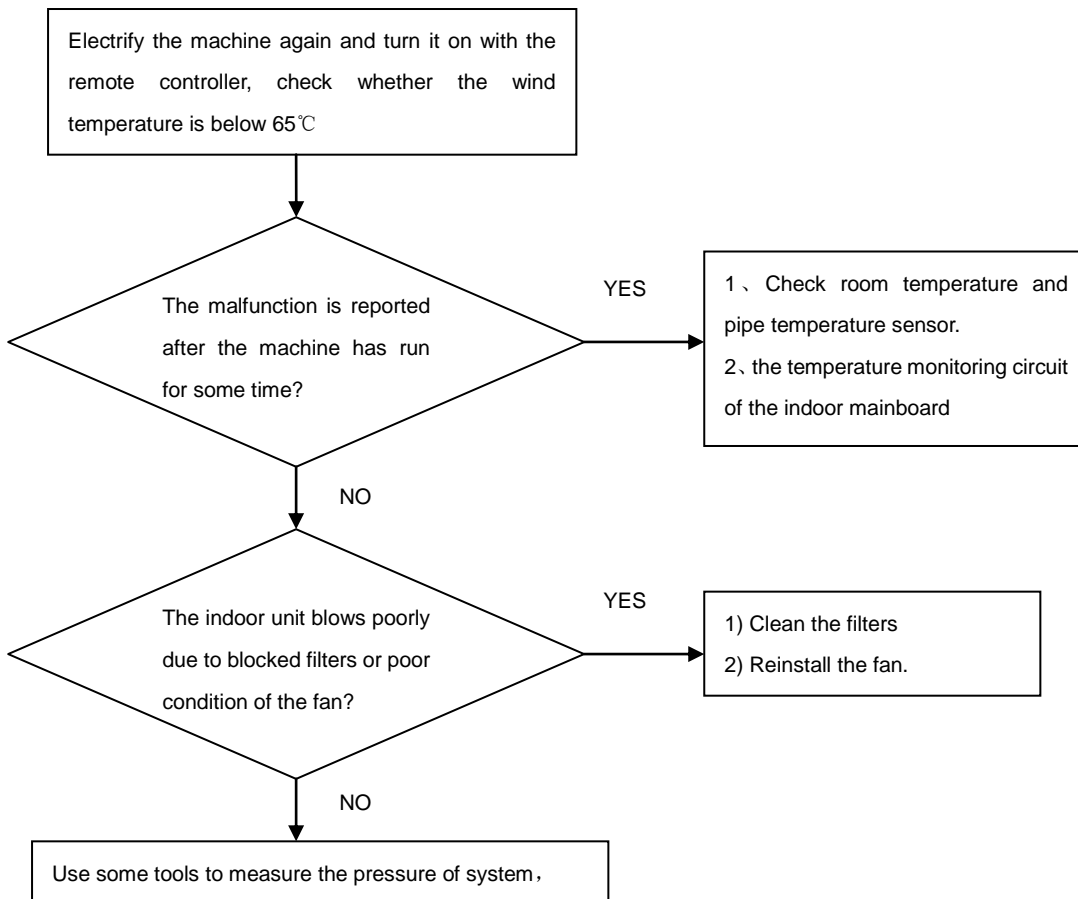 Electrify the machine again and turn it on with the
remote controller, check whether the wind
temperature is below 65℃
The malfunction is reported
after the machine has run
for some time?
YES
1、Check room temperature and
pipe temperature sensor.
2、the temperature monitoring circuit
of the indoor mainboard
NO
The indoor unit blows poorly
due to blocked filters or poor
condition of the fan?
YES
1) Clean the filters
2) Reinstall the fan.
NO
Use some tools to measure the pressure of system，